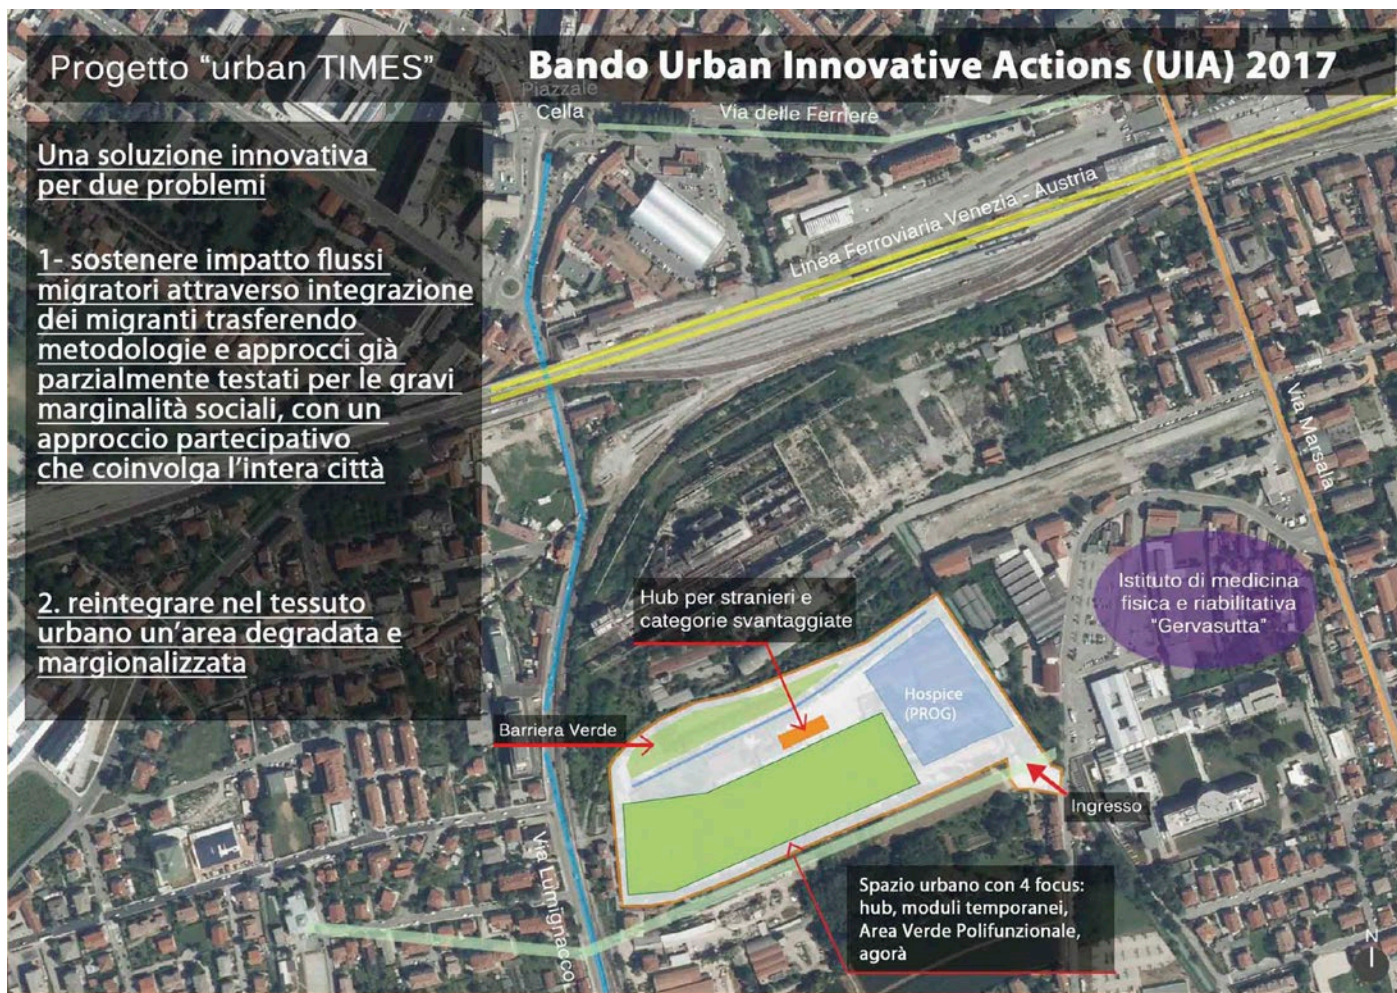 Progetto "urban TIMES"
Bando Urban Innovative Actions (UIA) 2017
Una soluzione innovativa
per due problemi
1- sostenere impatto flussi
migratori attraverso integrazione
dei migranti trasferendo
metodologie e approcci già
parzialmente testati per le gravi
marginalità sociali, con un
approccio partecipativo
che coinvolga l'intera città
2. reintegrare nel tessuto
urbano un'area degradata e
margionalizzata
Piazzale
Cella
Via delle Ferriere
Linea Ferroviaria Venezia - Austria
Via Marsala
Istituto di medicina
fisica e riabilitativa
"Gervasutta"
Hub per stranieri e
categorie svantaggiate
Hospice
(PROG)
Barriera Verde
Ingresso
Via Lumignacco
Spazio urbano con 4 focus:
hub, moduli temporanei,
Area Verde Polifunzionale,
agorà
N